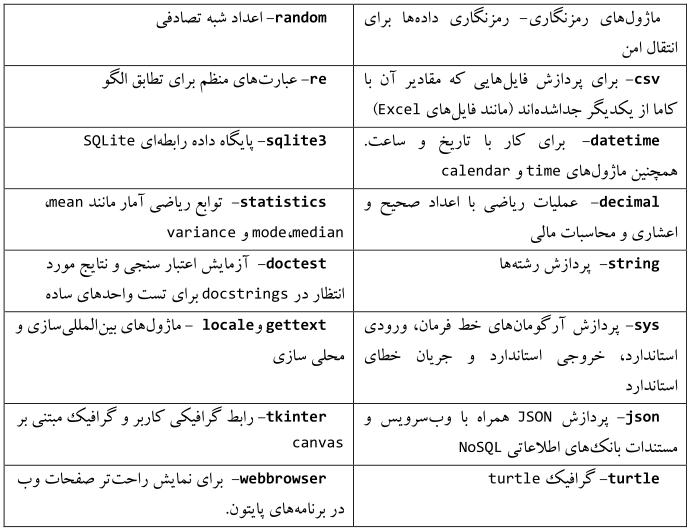 ماژول‌های رمزنگاری– رمزنگاری داده‌ها برای
انتقال امن
random– اعداد شبه تصادفی
csv– برای پردازش فایل‌هایی که مقادیر آن با
کاما از یکدیگر جداشده‌اند (مانند فایل‌های Excel)
re– عبارت‌های منظم برای تطابق الگو
datetime– برای کار با تاریخ و ساعت.
همچنین ماژول‌های time و calendar
sqlite3– پایگاه داده رابطه‌ای SQLite
decimal– عملیات ریاضی با اعداد صحیح و
اعشاری و محاسبات مالی
statistics– توابع ریاضی آمار مانند mean،
mode،median و variance
string– پردازش رشته‌ها
doctest– آزمایش اعتبار سنجی و نتایج مورد
انتظار در docstrings برای تست واحدهای ساده
sys– پردازش آرگومان‌های خط فرمان، ورودی
استاندارد، خروجی استاندارد و جریان خطای
استاندارد
gettext و locale – ماژول‌های بین‌المللی‌سازی و
محلی سازی
json– پردازش JSON همراه با وب‌سرویس و
مستندات بانک‌های اطلاعاتی NoSQL
tkinter– رابط گرافیکی کاربر و گرافیک مبتنی بر
canvas
turtle– گرافیک turtle
webbrowser– برای نمایش راحت‌تر صفحات وب
در برنامه‌های پایتون.